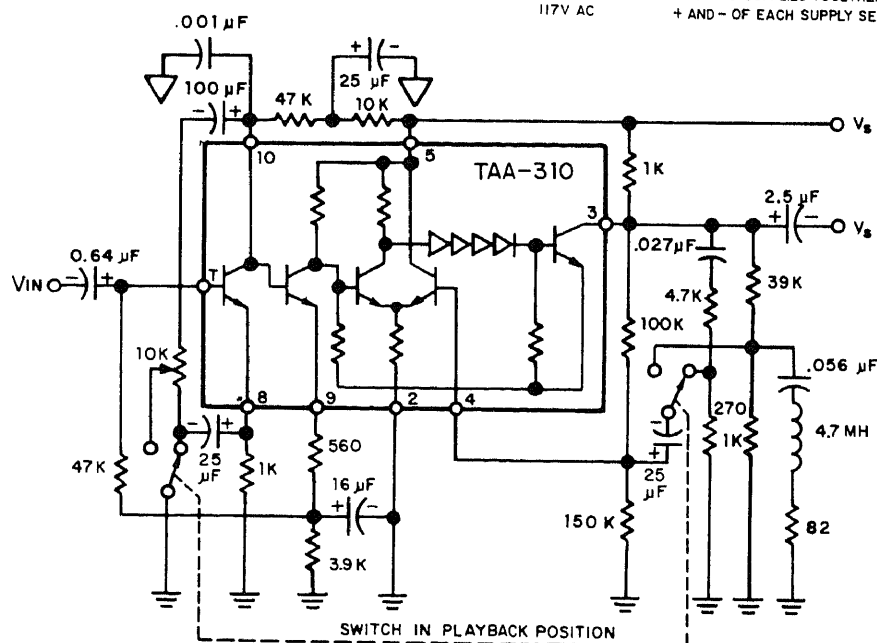 117V AC
+ AND - OF EACH SUPPLY SE
.001 µF
100 µF
+ -
25 µF
47 K
10K
- +
10
5
TAA-310
1K
Vs
3
2.5 µF
+ -
Vs
.027µF
0.64 µF
VIN
- +
4.7K
39K
100K
10K
.056 µF
8
9
2
4
- +
25 µF
47K
1K
560
16 µF
+ -
3.9K
-
+
25 µF
270
1K
4.7 MH
150 K
82
SWITCH IN PLAYBACK POSITION